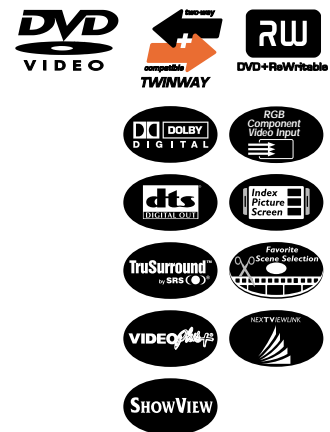 DVD
VIDEO
two-way
compatible
TWINWAY
RW
DVD+ReWritable
DOLBY
DIGITAL
RGB
Component
Video Input
dts
DIGITAL OUT
Index
Picture
Screen
TruSurround™
by SRS (●)®
Favorite
Scene Selection
VIDEO Plus+®
NEXTVIEWLINK
SHOWVIEW